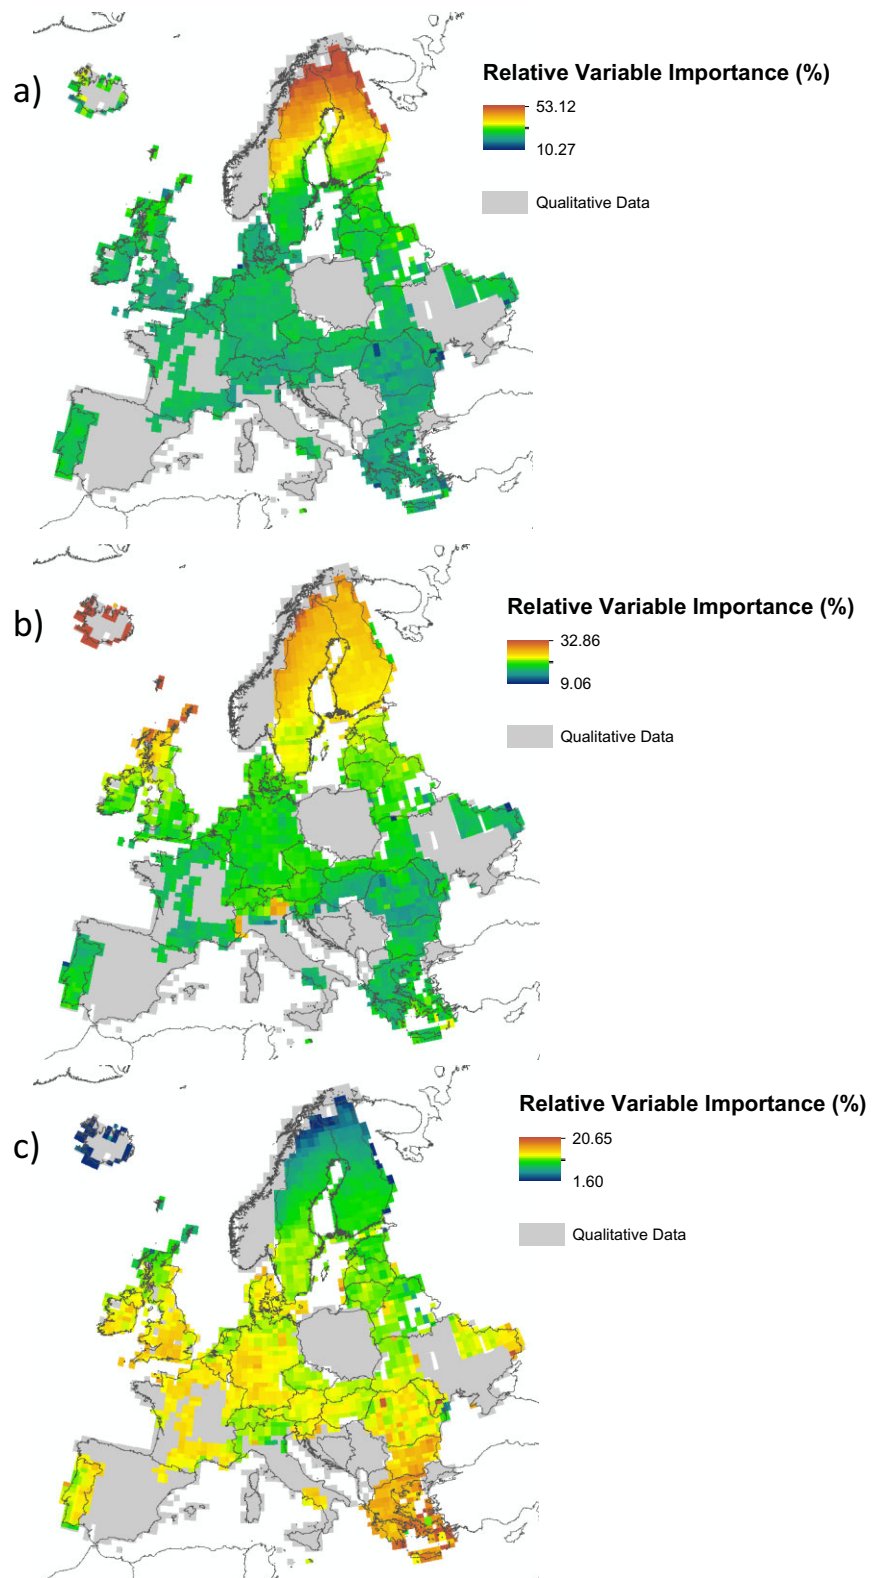 a)
Relative Variable Importance (%)
53.12
10.27
Qualitative Data
b)
Relative Variable Importance (%)
32.86
9.06
Qualitative Data
c)
Relative Variable Importance (%)
20.65
1.60
Qualitative Data